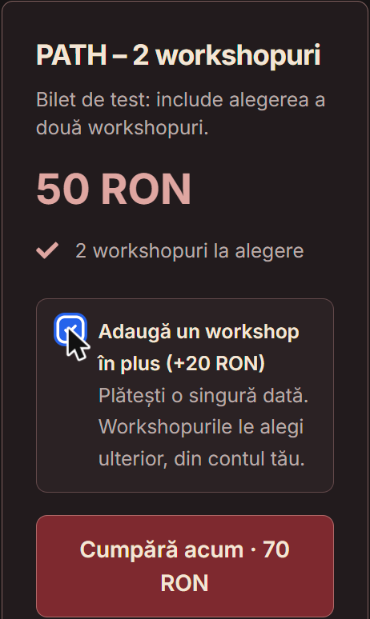 PATH – 2 workshopuri
Bilet de test: include alegerea a
două workshopuri.
50 RON
2 workshopuri la alegere
Adaugă un workshop
în plus (+20 RON)
Plătești o singură dată.
Workshopurile le alegi
ulterior, din contul tău.
Cumpără acum · 70
RON